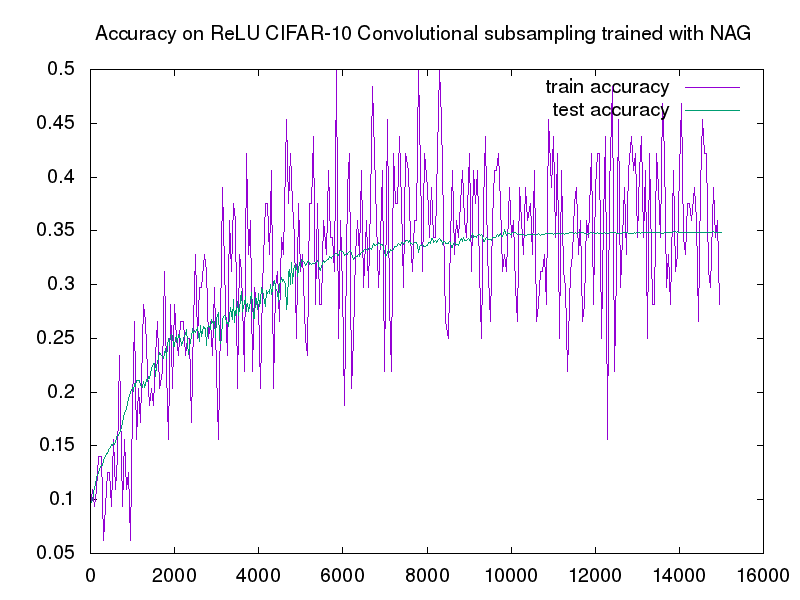 Accuracy on ReLU CIFAR-10 Convolutional subsampling trained with NAG
0.5
train accuracy
test accuracy
0.45
0.4
0.35
0.3
0.25
0.2
0.15
0.1
0.05
0 2000 4000 6000 8000 10000 12000 14000 16000